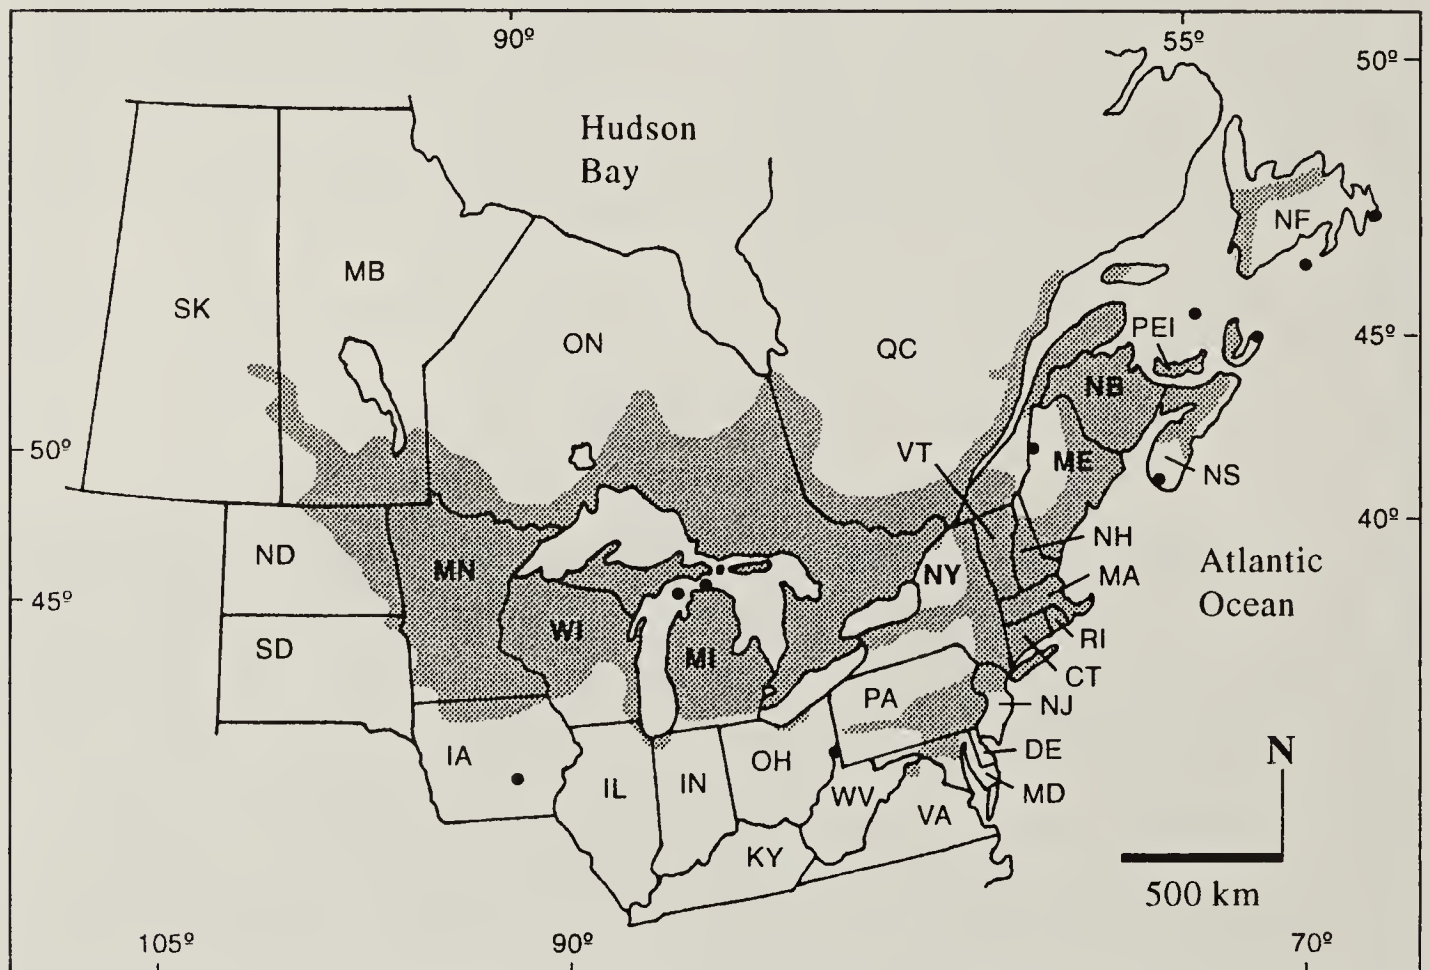 90º
55º
50º
Hudson
Bay
NF
MB
SK
ON
QC
PEI
45º
NB
50º
VT
ME
NS
40º
ND
MN
NY
NH
Atlantic
Ocean
MA
45º
SD
WI
MI
RI
CT
PA
NJ
IA
OH
DE
N
IL
IN
WV
VA
MD
KY
500 km
105º
90º
70º